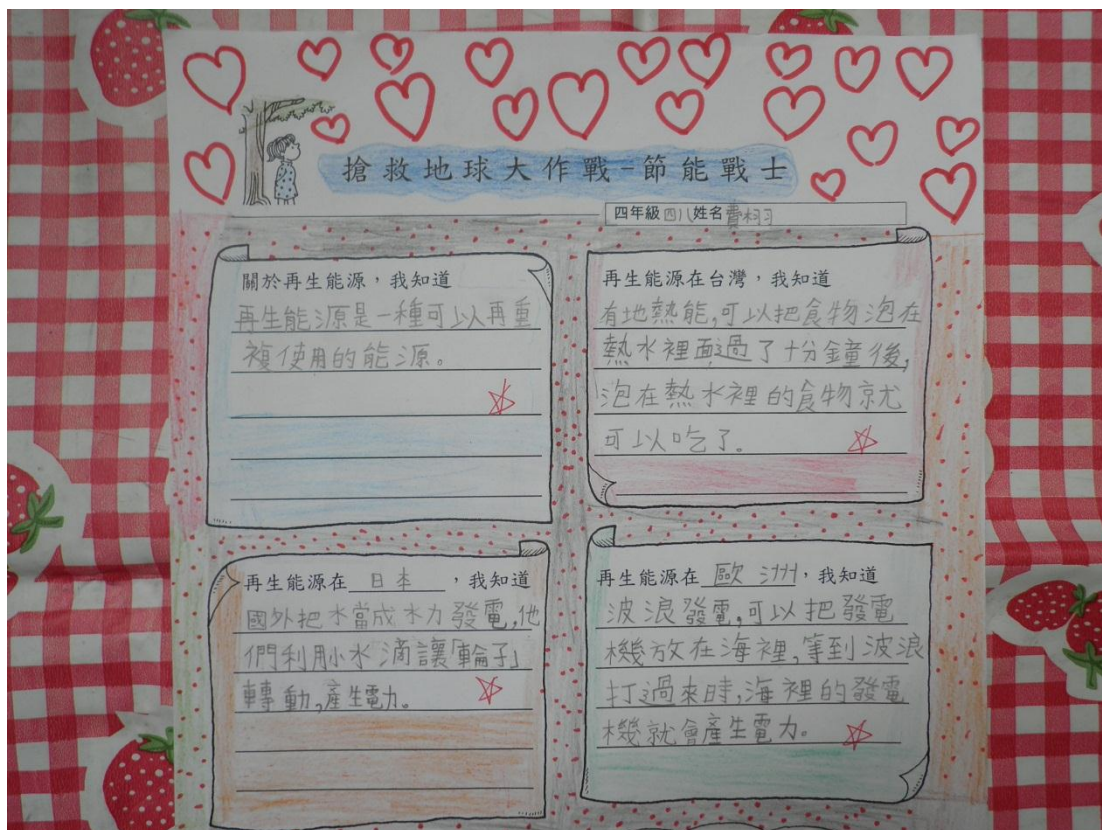 搶救地球大作戰-節能戰士
四年級四八姓名費栩羽
關於再生能源，我知道
再生能源是一種可以再重
複使用的能源。
再生能源在台灣，我知道
有地熱能,可以把食物泡在
熱水裡面過了十分鐘後,
泡在熱水裡的食物就
可以吃了。
再生能源在日本，我知道
國外把水當成水力發電,他
們利用小水滴讓「輪子」
轉動,產生電力。
再生能源在歐洲，我知道
波浪發電,可以把發電
機放在海裡,等到波浪
打過來時,海裡的發電
機就會產生電力。